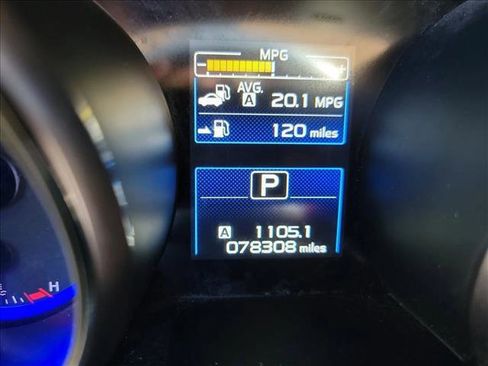 MPG
- +
AVG.
A 20.1 MPG
120 miles
P
A 1105.1
078308 miles
H